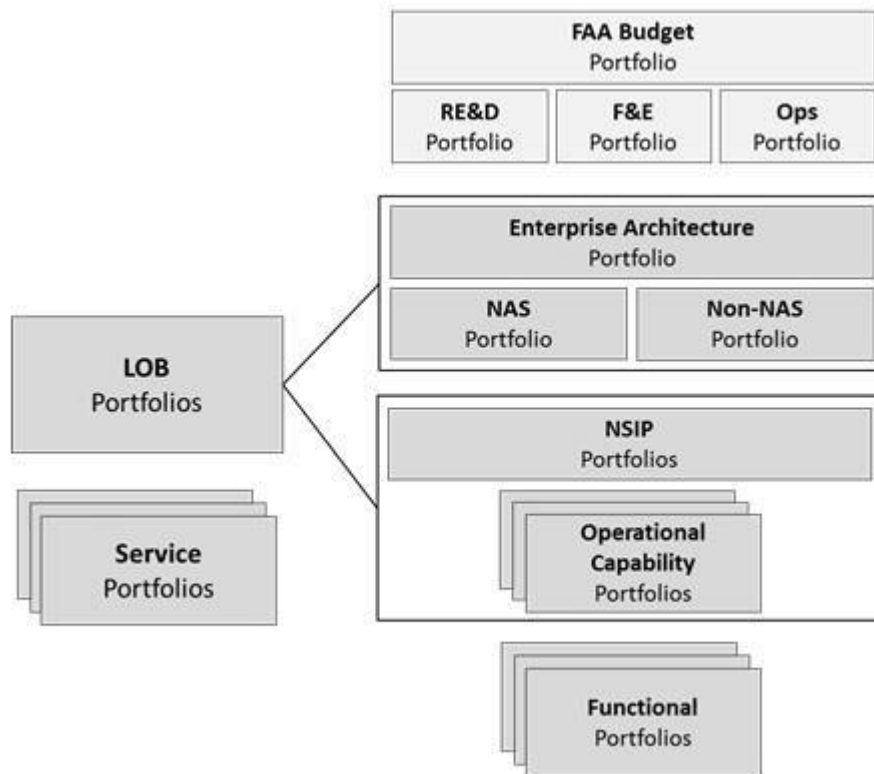 FAA Budget
Portfolio
RE&D
Portfolio
F&E
Portfolio
Ops
Portfolio
Enterprise Architecture
Portfolio
NAS
Portfolio
Non-NAS
Portfolio
LOB
Portfolios
NSIP
Portfolios
Service
Portfolios
Operational
Capability
Portfolios
Functional
Portfolios